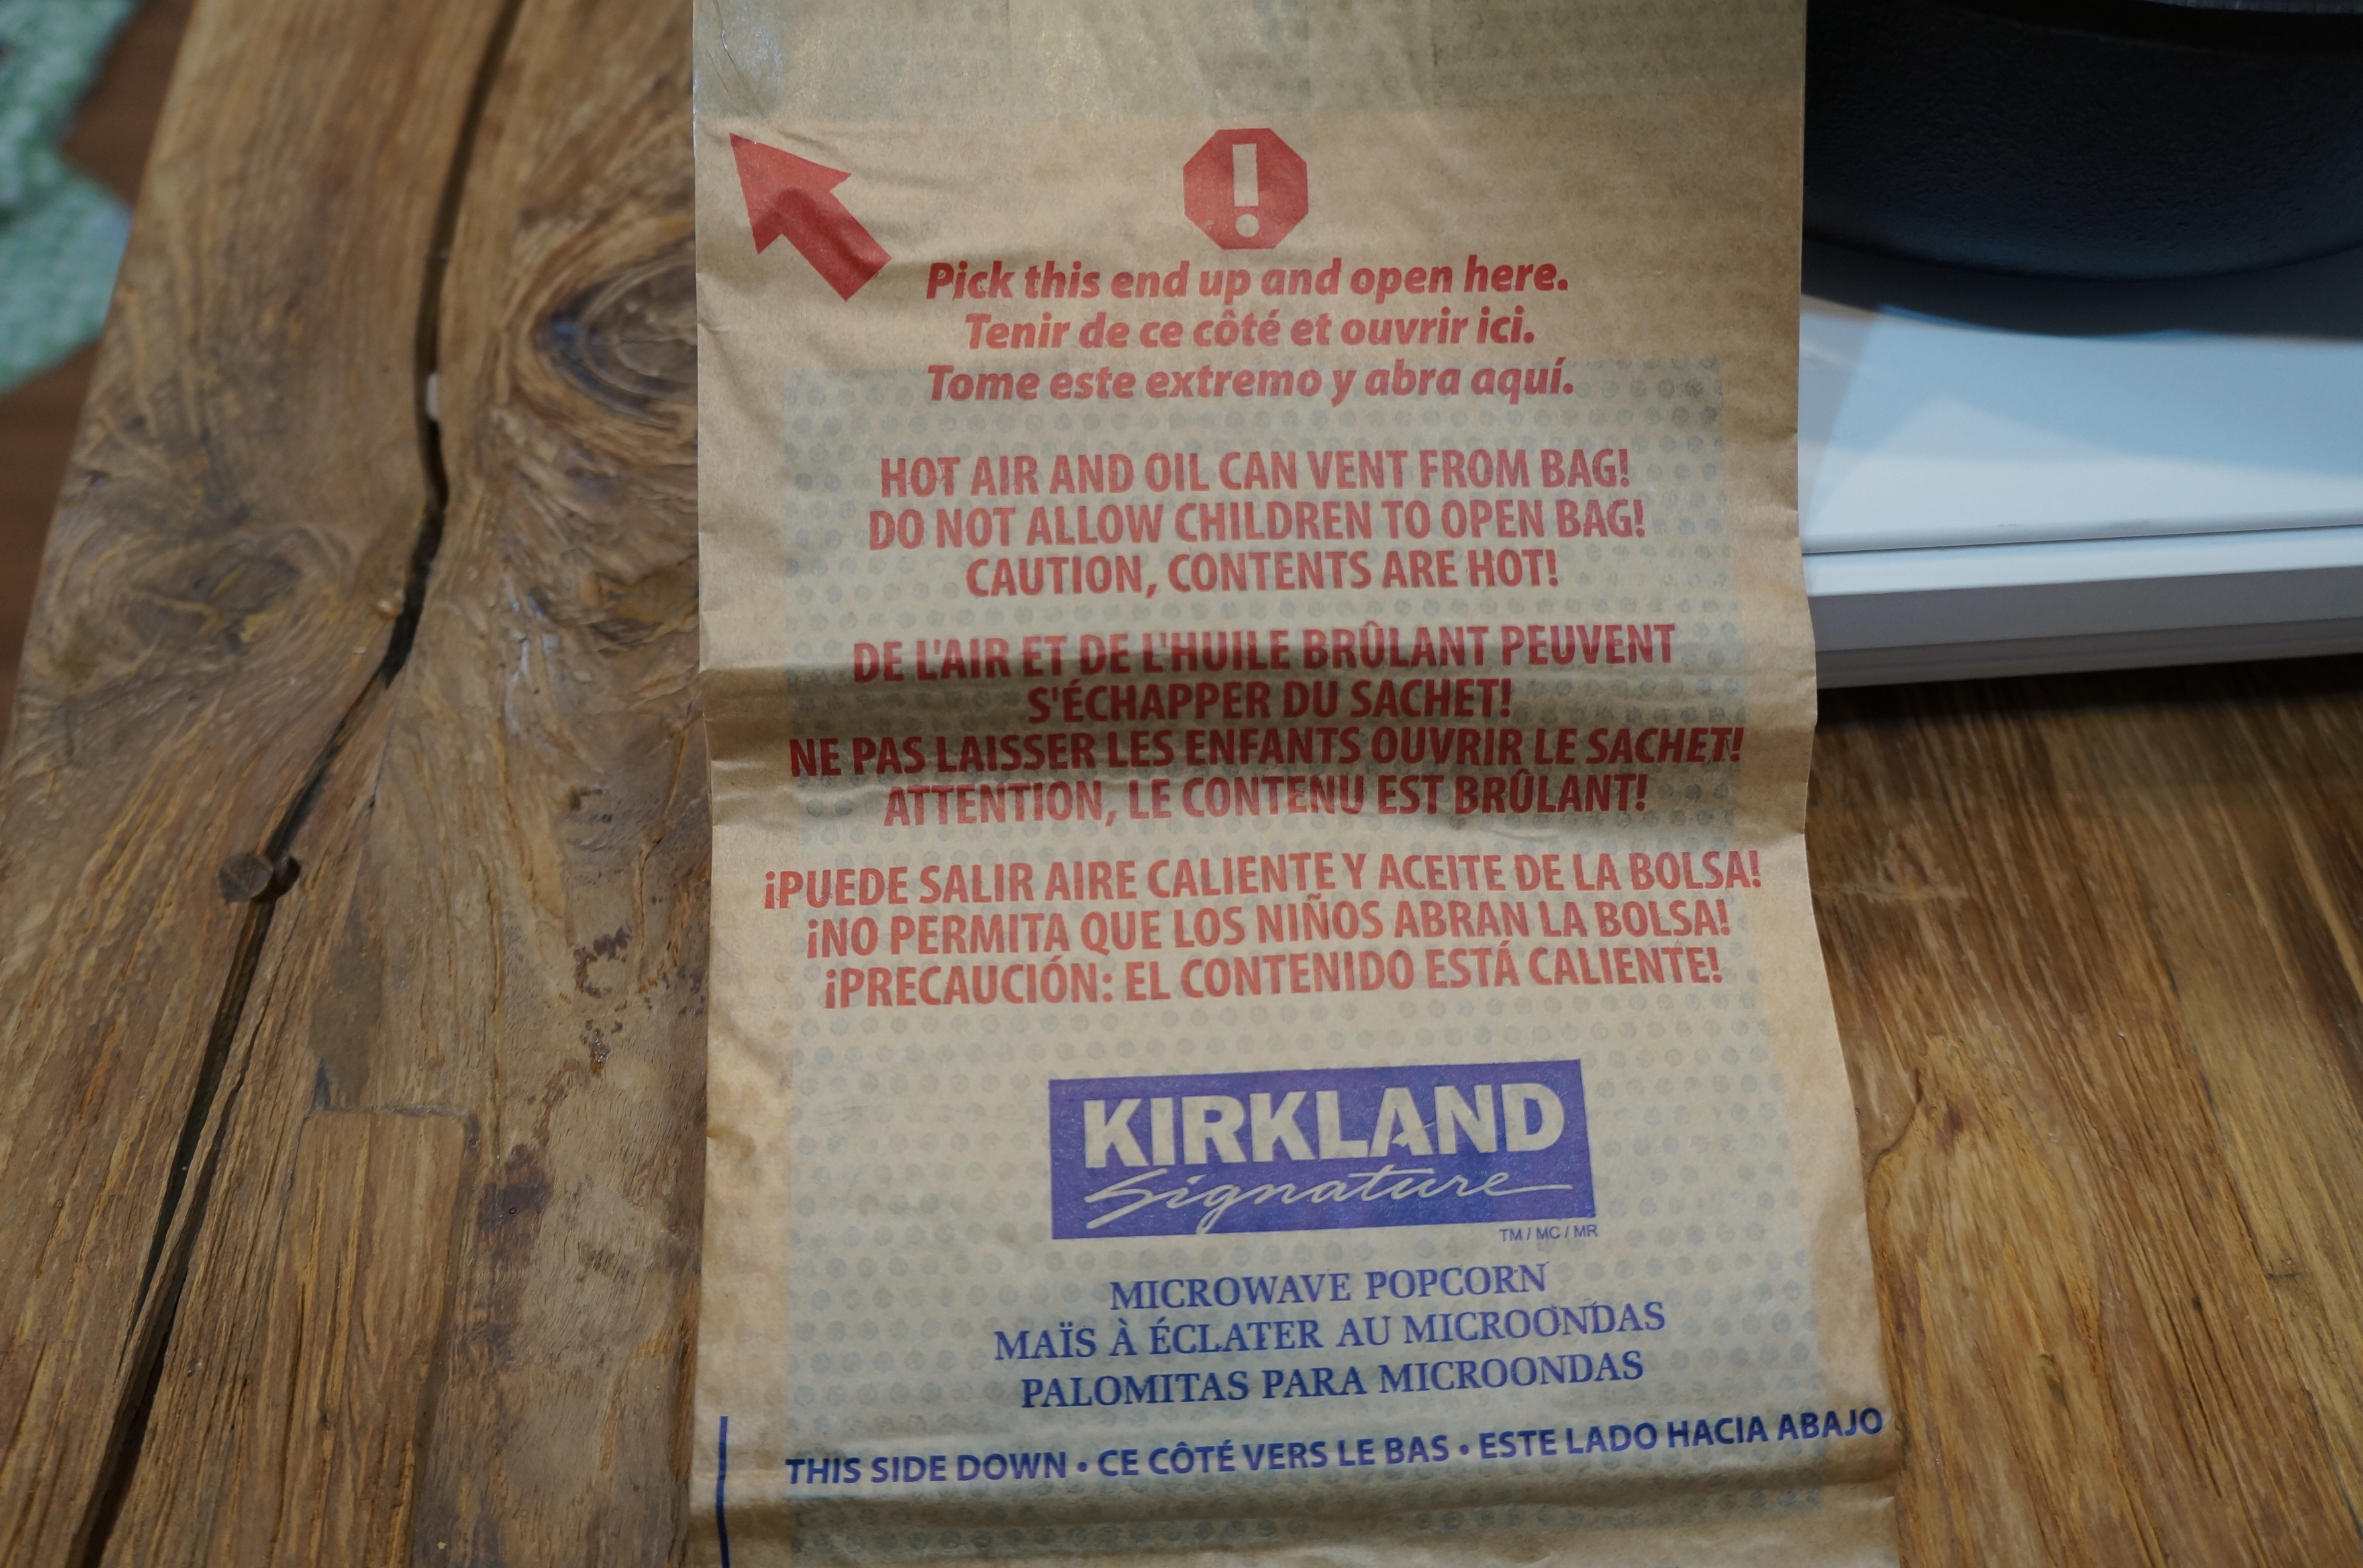 Pick this end up and open here.
Tenir de ce côté et ouvrir ici.
Tome este extremo y abra aquí.
HOT AIR AND OIL CAN VENT FROM BAG!
DO NOT ALLOW CHILDREN TO OPEN BAG!
CAUTION, CONTENTS ARE HOT!
DE L'AIR ET DE L'HUILE BRÛLANT PEUVENT
S'ÉCHAPPER DU SACHET!
NE PAS LAISSER LES ENFANTS OUVRIR LE SACHET!
ATTENTION, LE CONTENU EST BRÛLANT!
¡PUEDE SALIR AIRE CALIENTE Y ACEITE DE LA BOLSA!
¡NO PERMITA QUE LOS NIÑOS ABRAN LA BOLSA!
¡PRECAUCIÓN: EL CONTENIDO ESTÁ CALIENTE!
KIRKLAND
Signature
TM / MC / MR
MICROWAVE POPCORN
MAÏS À ÉCLATER AU MICROONDAS
PALOMITAS PARA MICROONDAS
THIS SIDE DOWN • CE CÔTÉ VERS LE BAS • ESTE LADO HACIA ABAJO